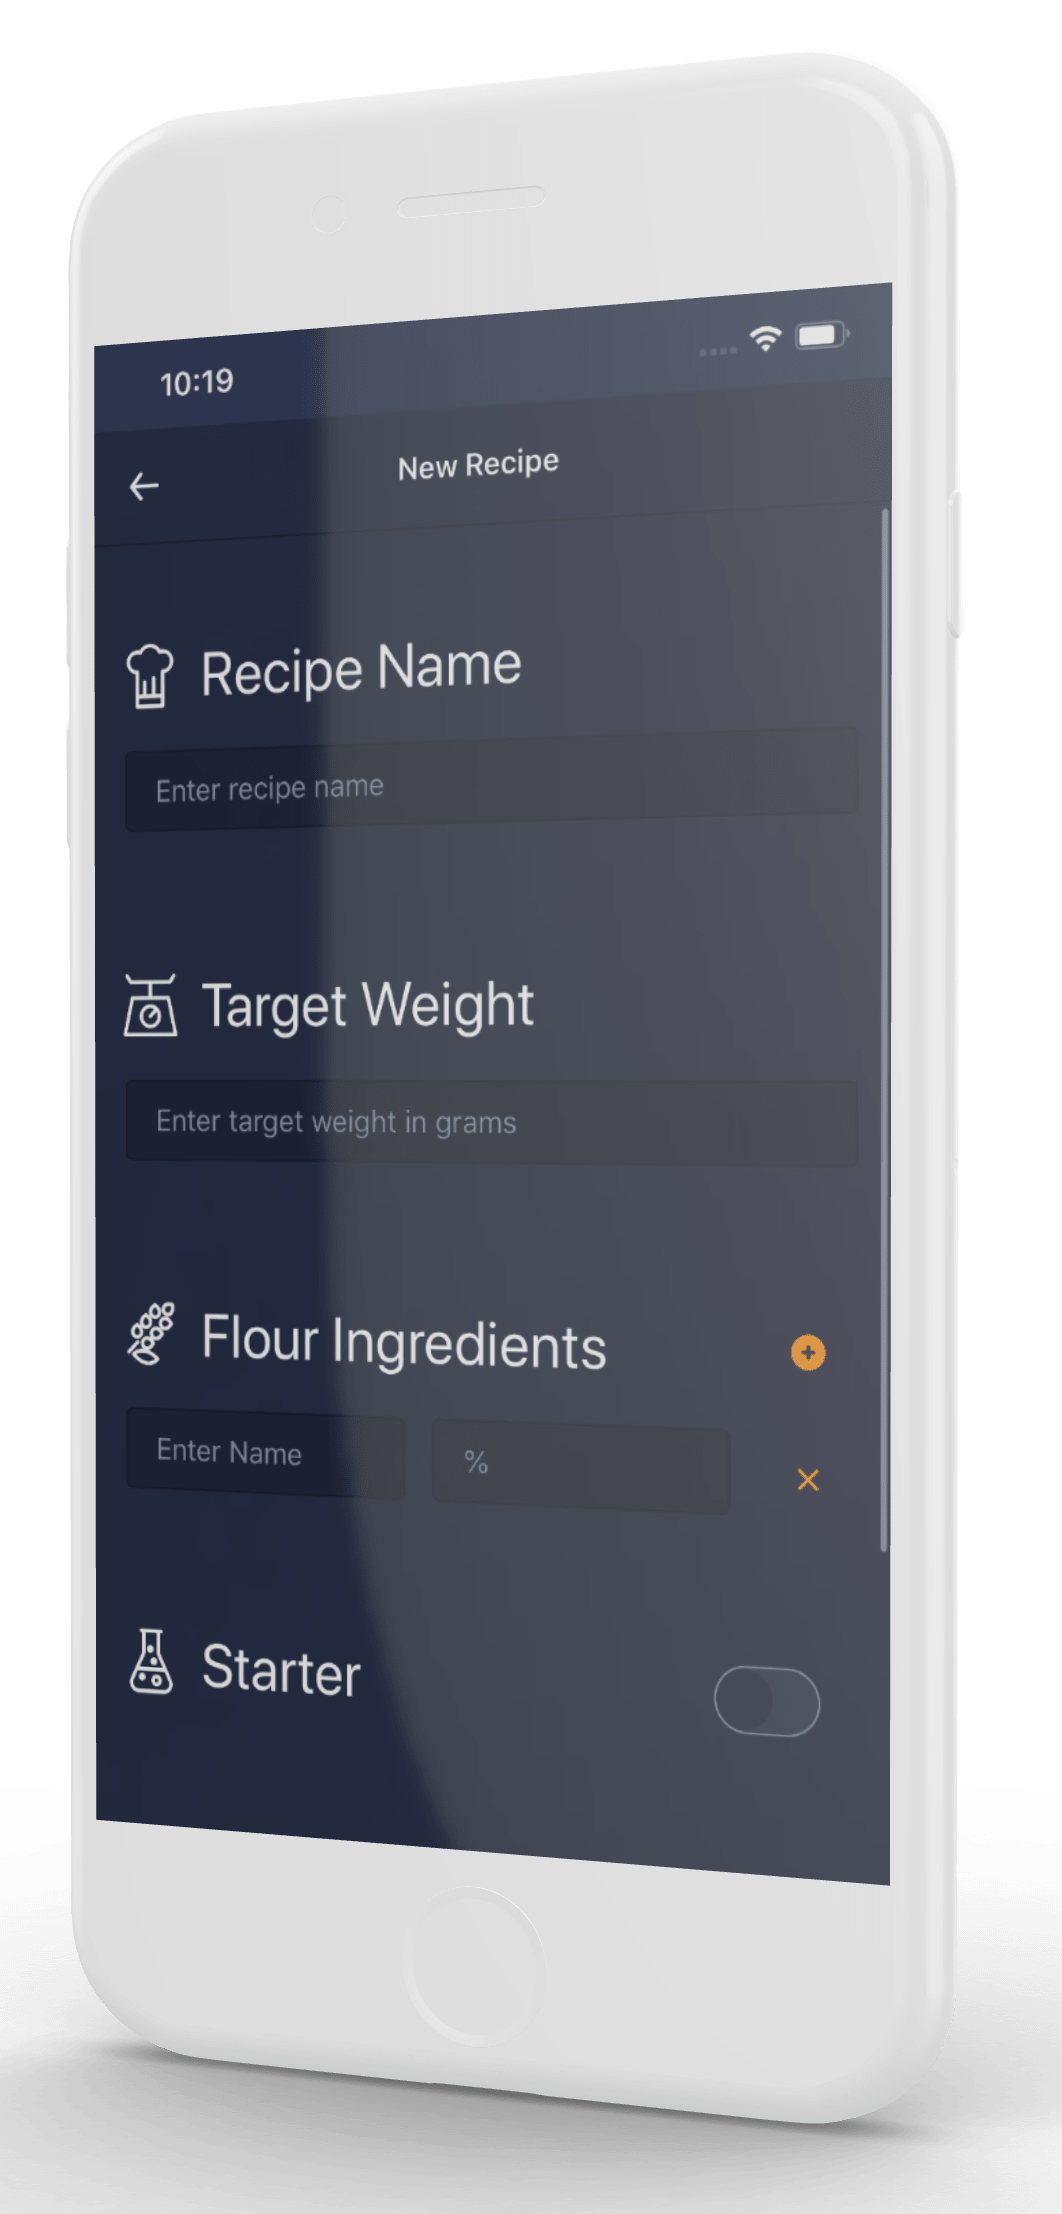 10:19
New Recipe
Recipe Name
Enter recipe name
Target Weight
Enter target weight in grams
Flour Ingredients
Enter Name
%
Starter